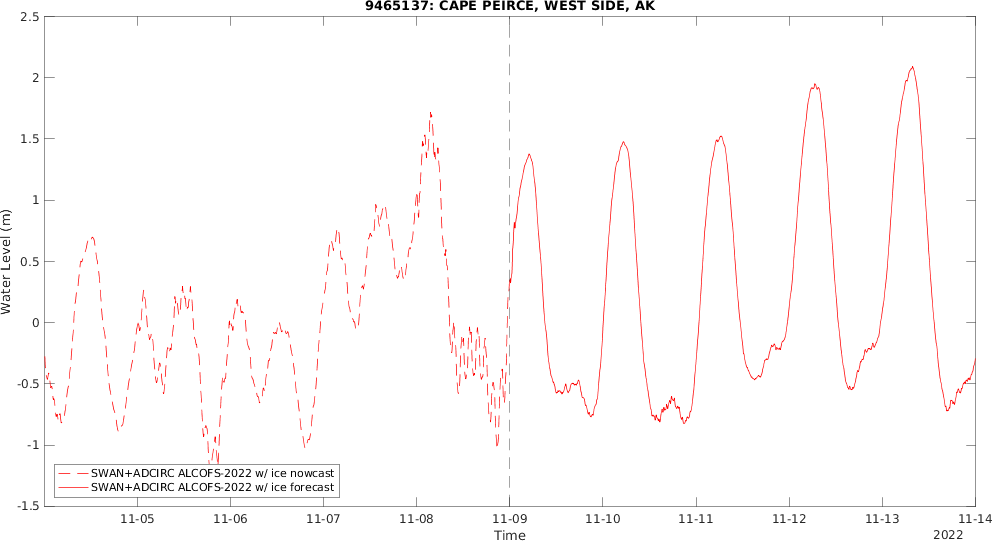 9465137: CAPE PEIRCE, WEST SIDE, AK
2.5
2
1.5
1
0.5
0
-0.5
-1
-1.5
Water Level (m)
SWAN+ADCIRC ALCOFS-2022 w/ ice nowcast
SWAN+ADCIRC ALCOFS-2022 w/ ice forecast
11-05 11-06 11-07 11-08 11-09 11-10 11-11 11-12 11-13 11-14
Time
2022